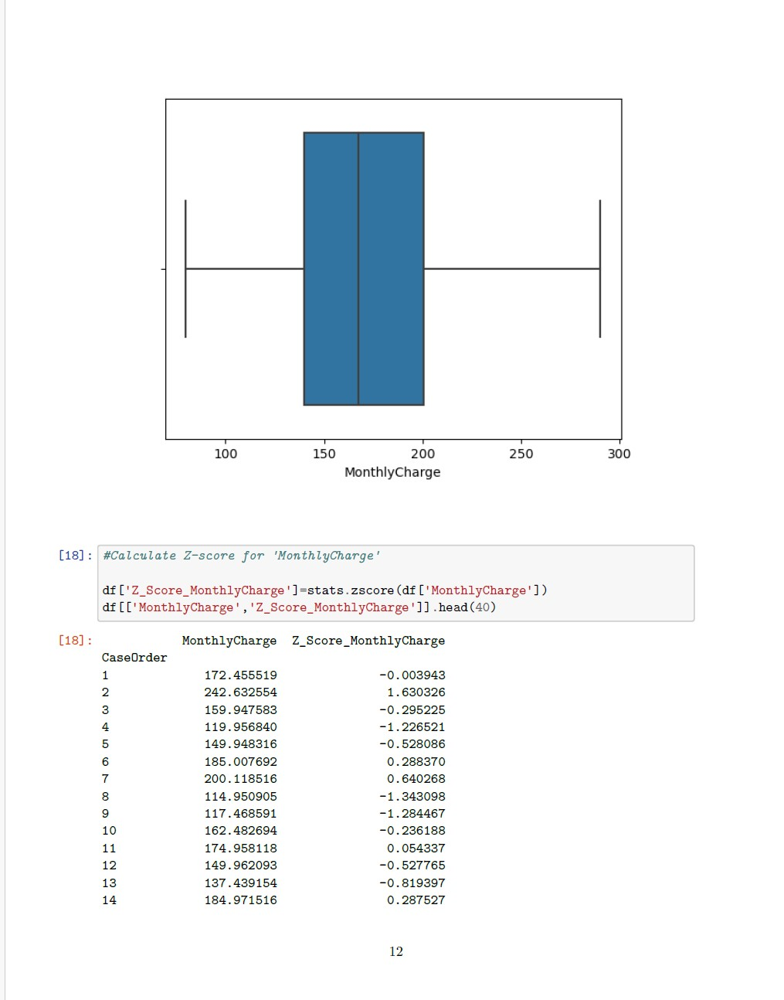 100 150 200 250 300
MonthlyCharge
[18]: #Calculate Z-score for 'MonthlyCharge'
df['Z_Score_MonthlyCharge']=stats.zscore(df['MonthlyCharge'])
df[['MonthlyCharge','Z_Score_MonthlyCharge']].head(40)
[18]: MonthlyCharge Z_Score_MonthlyCharge
CaseOrder
1 172.455519 -0.003943
2 242.632554 1.630326
3 159.947583 -0.295225
4 119.956840 -1.226521
5 149.948316 -0.528086
6 185.007692 0.288370
7 200.118516 0.640268
8 114.950905 -1.343098
9 117.468591 -1.284467
10 162.482694 -0.236188
11 174.958118 0.054337
12 149.962093 -0.527765
13 137.439154 -0.819397
14 184.971516 0.287527
12